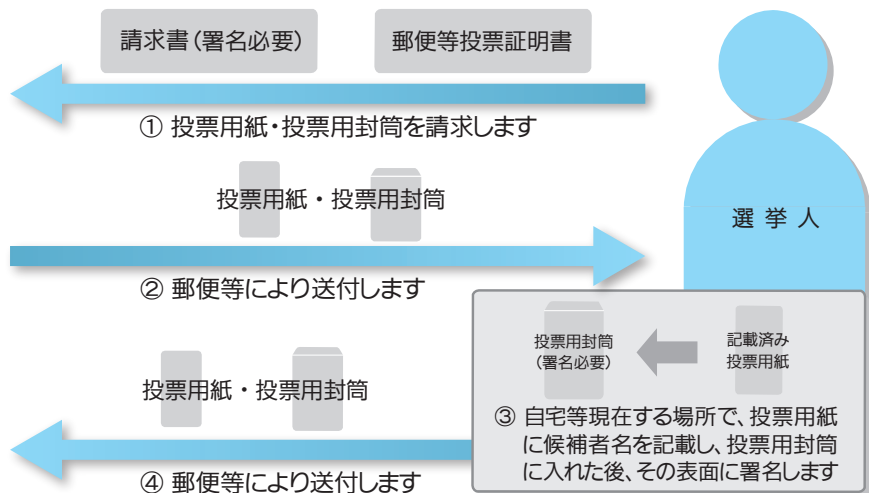 請求書（署名必要）
郵便等投票証明書
① 投票用紙・投票用封筒を請求します
投票用紙・投票用封筒
選挙人
② 郵便等により送付します
投票用封筒
（署名必要）
記載済み
投票用紙
投票用紙・投票用封筒
③ 自宅等現在する場所で、投票用紙
に候補者名を記載し、投票用封筒
に入れた後、その表面に署名します
④ 郵便等により送付します